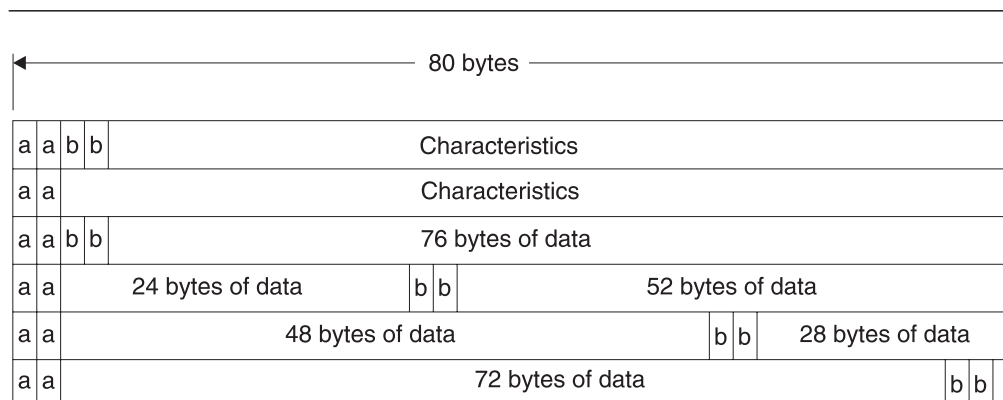 80 bytes
a a b b Characteristics
a a Characteristics
a a b b 76 bytes of data
a a 24 bytes of data b b 52 bytes of data
a a 48 bytes of data b b 28 bytes of data
a a 72 bytes of data b b